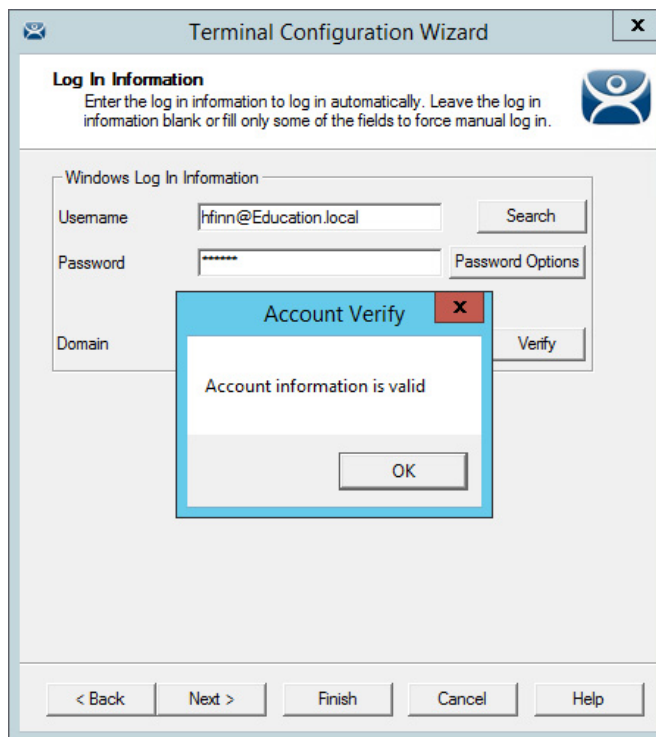 Terminal Configuration Wizard
x
Log In Information
Enter the log in information to log in automatically. Leave the log in
information blank or fill only some of the fields to force manual log in.
Windows Log In Information
Username
hfinn@Education.local
Search
Password
******
Password Options
Account Verify
x
Domain
Verify
Account information is valid
OK
< Back
Next >
Finish
Cancel
Help